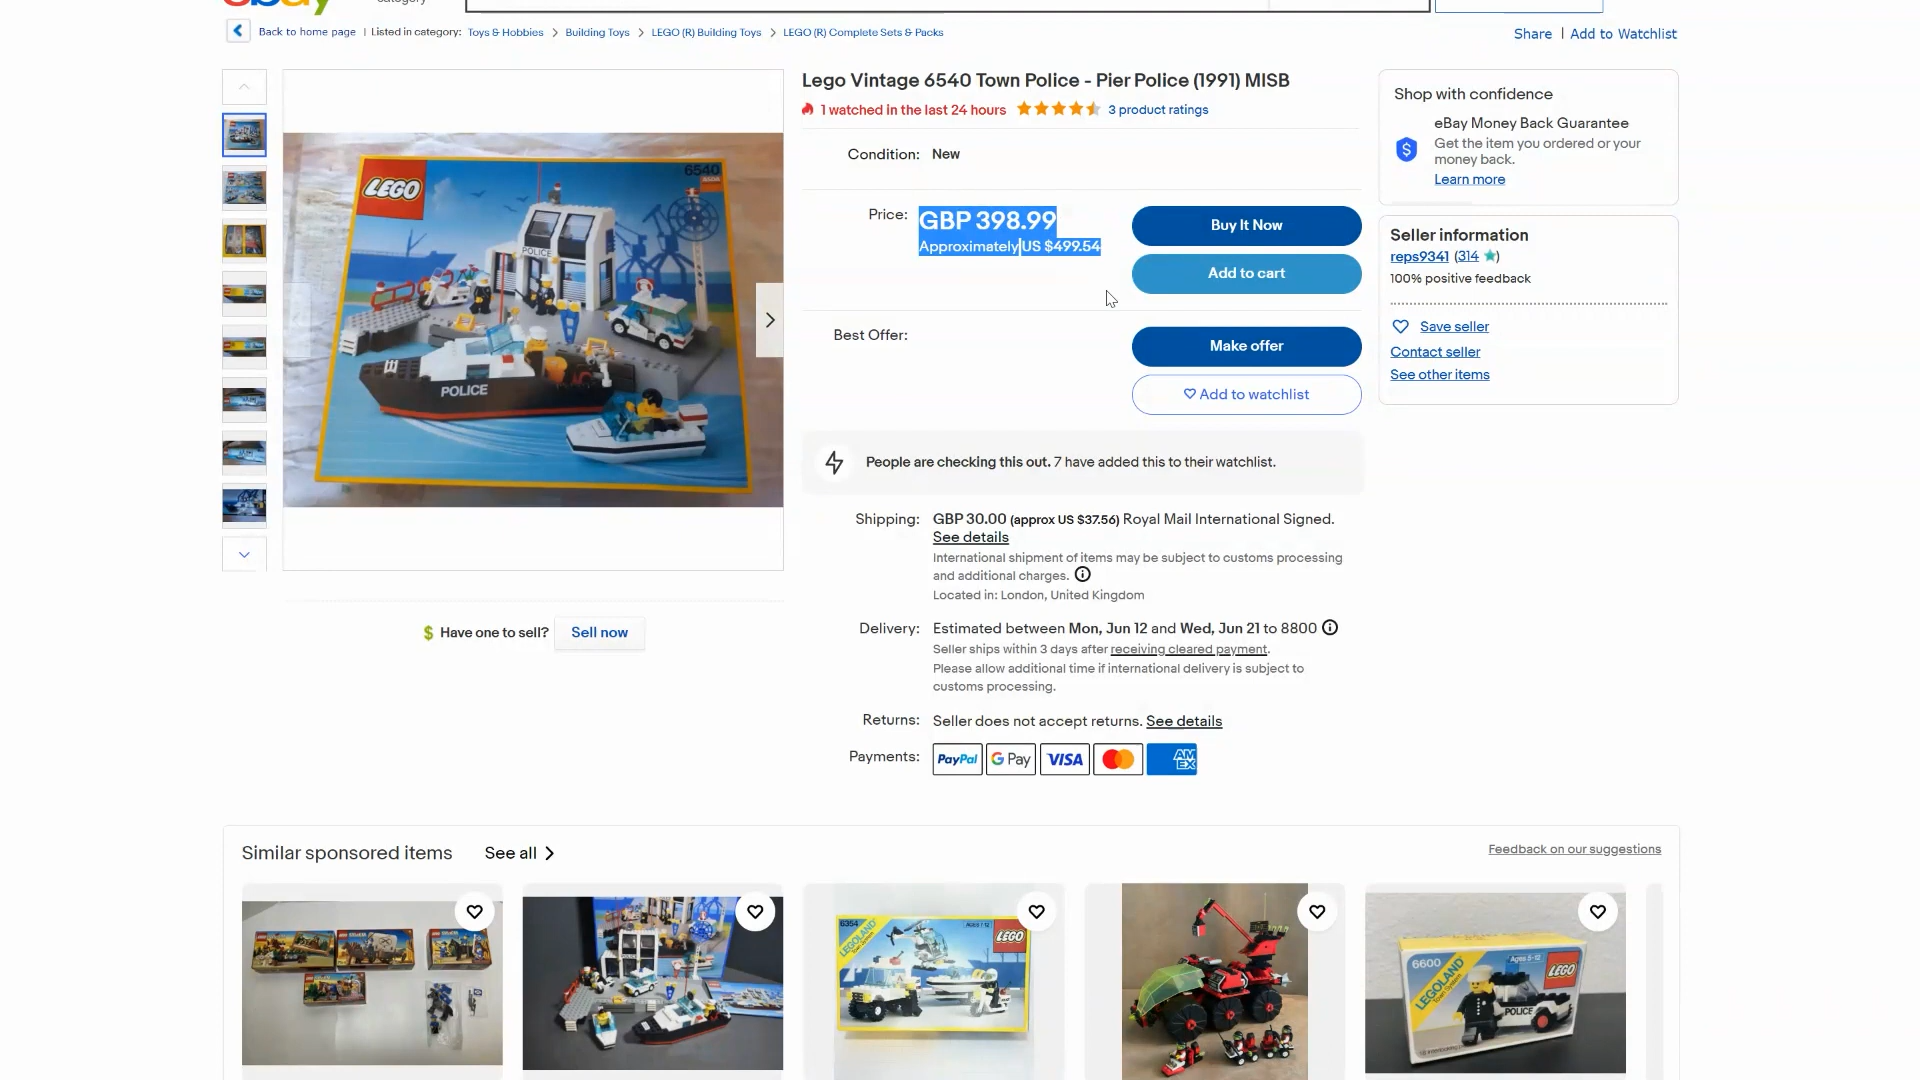 ebay
category
Back to home page | Listed in category: Toys & Hobbies > Building Toys > LEGO (R) Building Toys > LEGO (R) Complete Sets & Packs
Share | Add to Watchlist
Lego Vintage 6540 Town Police - Pier Police (1991) MISB
1 watched in the last 24 hours 3 product ratings
Condition: New
Price: GBP 398.99
Approximately US $499.54
Buy It Now
Add to cart
Best Offer:
Make offer
Add to watchlist
People are checking this out. 7 have added this to their watchlist.
Shipping: GBP 30.00 (approx US $37.56) Royal Mail International Signed.
See details
International shipment of items may be subject to customs processing
and additional charges.
Located in: London, United Kingdom
Delivery: Estimated between Mon, Jun 12 and Wed, Jun 21 to 8800
Seller ships within 3 days after receiving cleared payment.
Please allow additional time if international delivery is subject to
customs processing.
Returns: Seller does not accept returns. See details
Payments: PayPal G Pay VISA AM EX
Shop with confidence
eBay Money Back Guarantee
Get the item you ordered or your
money back.
Learn more
Seller information
reps9341 (314)
100% positive feedback
Save seller
Contact seller
See other items
LEGO
6540
POLICE
POLICE
$ Have one to sell? Sell now
Similar sponsored items See all >
Feedback on our suggestions
6354
LEGOLAND
LEGO
6600
LEGOLAND
Ages 5-12
LEGO
POLICE